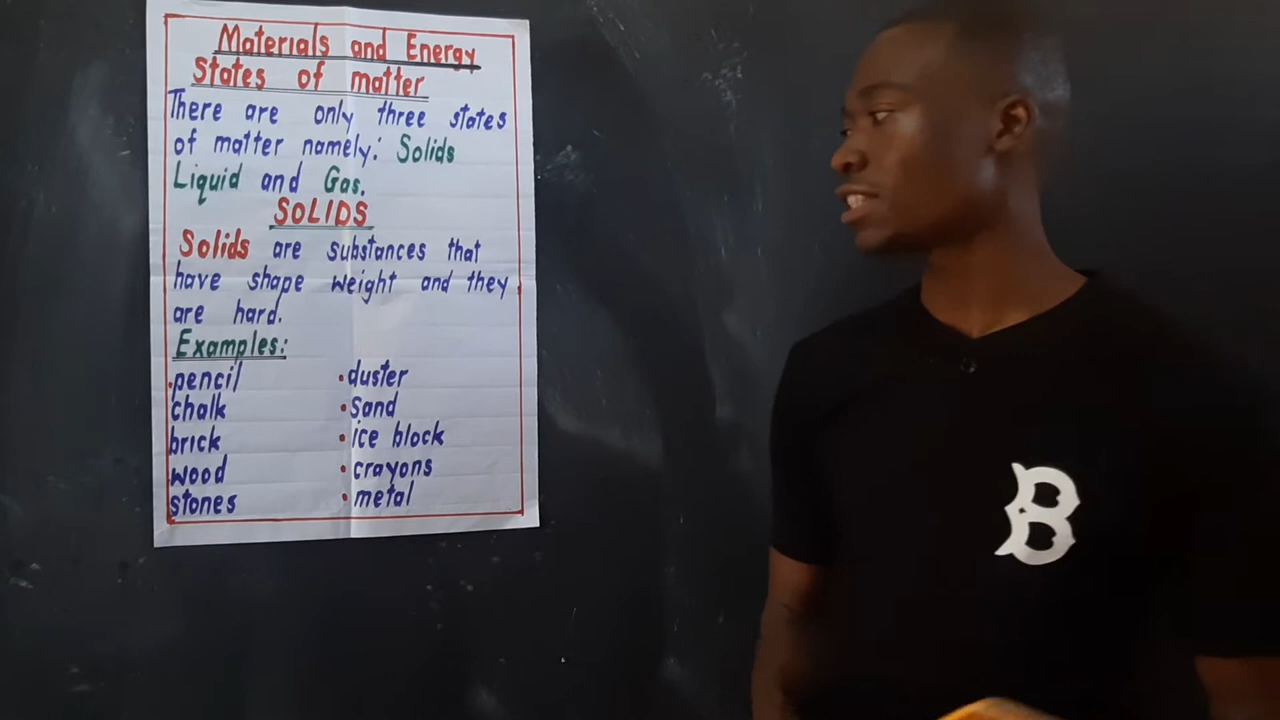 Materials and Energy
States of matter
There are only three states
of matter namely: Solids
Liquid and Gas.
SOLIDS
Solids are substances that
have shape weight and they
are hard.
Examples:
.pencil
chalk
brick
wood
stones
•duster
•Sand
•ice block
•crayons
•metal
B